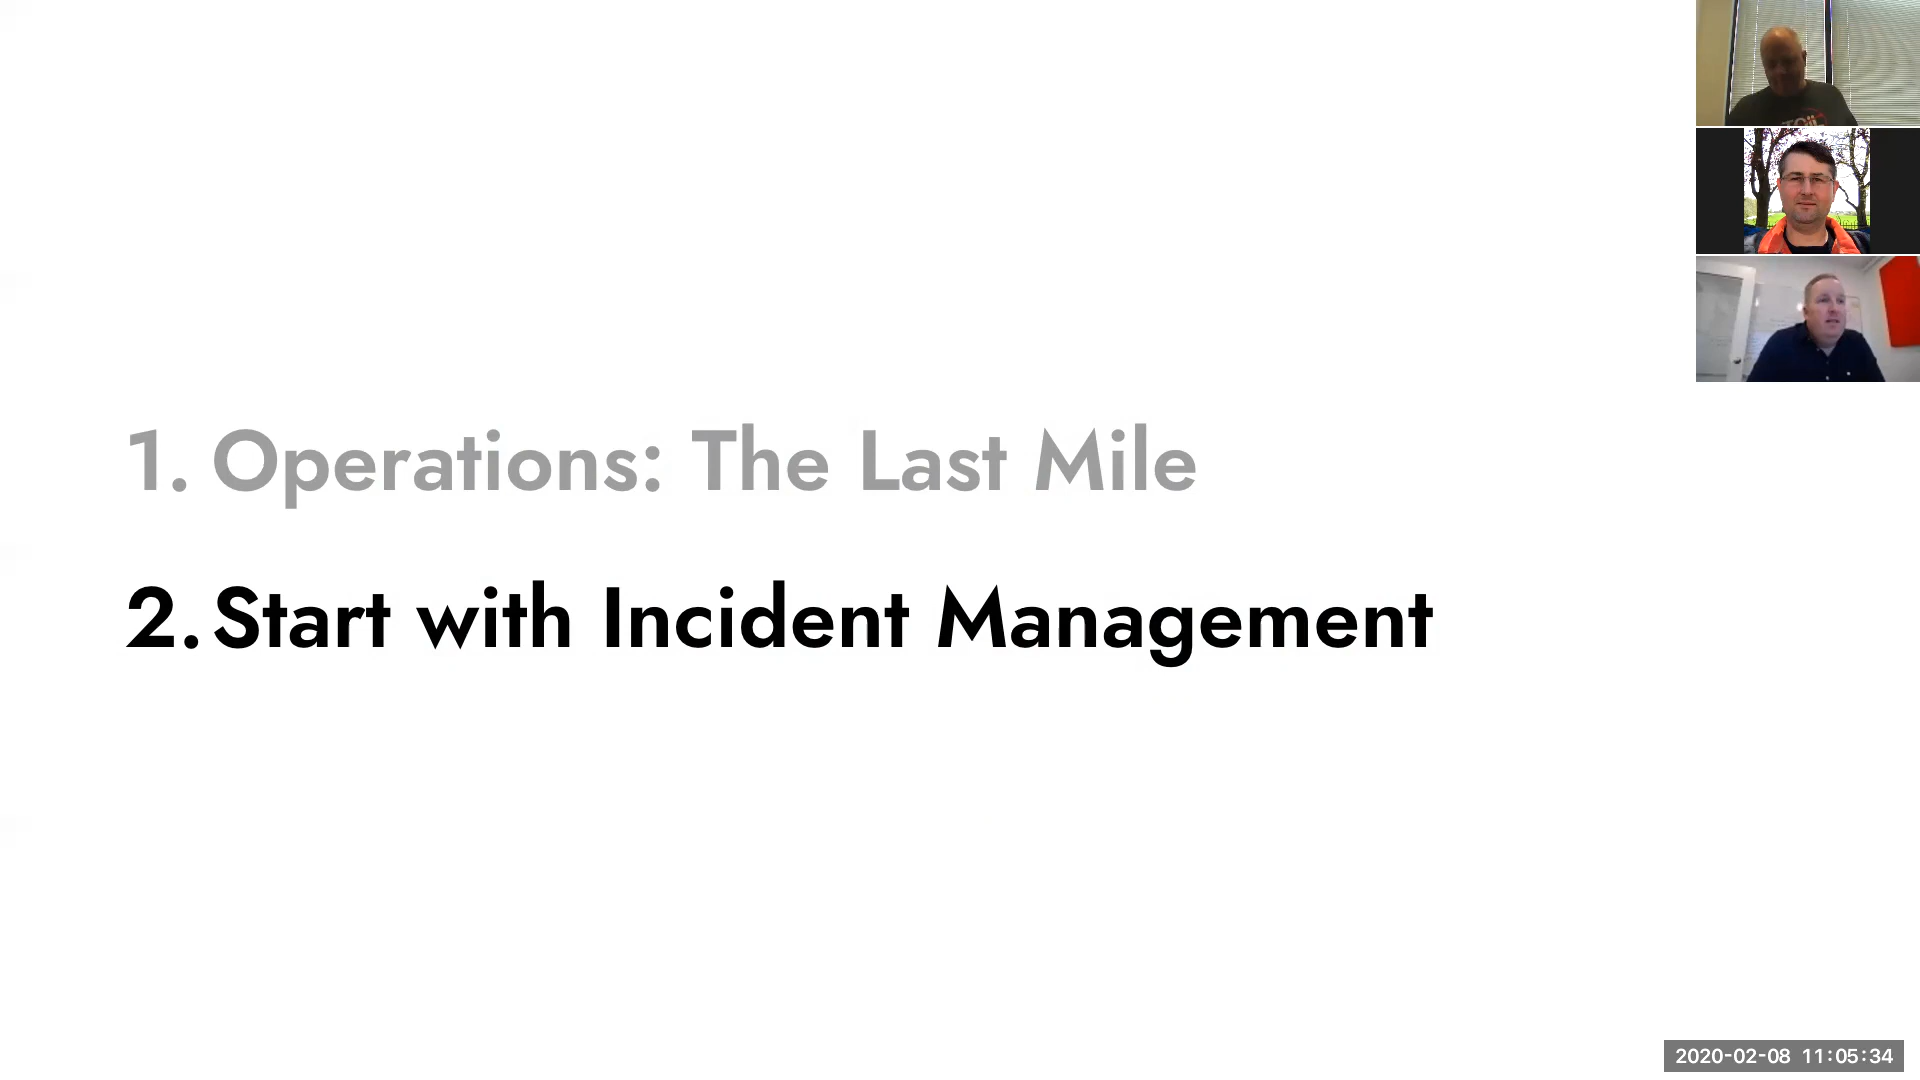 1. Operations: The Last Mile
2. Start with Incident Management
2020-02-08 11:05:34